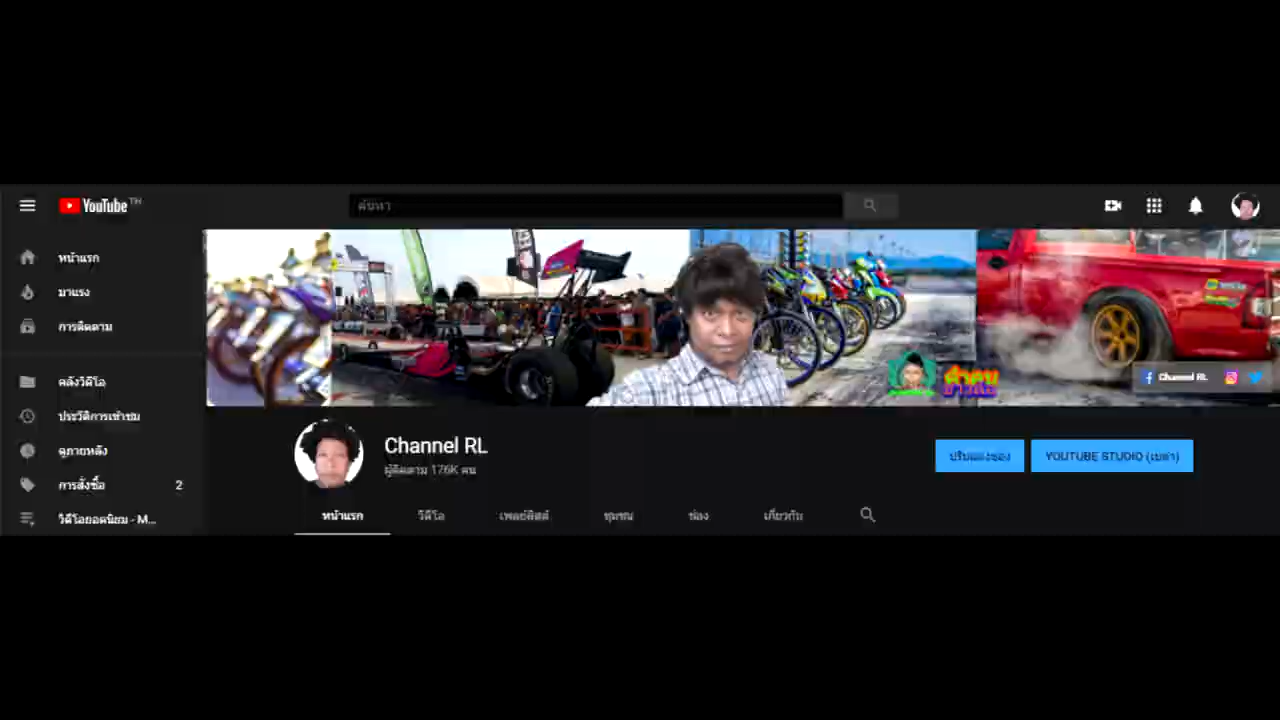 YouTube TH
ค้นหา
หน้าแรก
มาแรง
การติดตาม
คลังวิดีโอ
ประวัติการเข้าชม
ดูภายหลัง
การสั่งซื้อ 2
วิดีโอยอดนิยม - M...
Channel RL
Channel RL
ผู้ติดตาม 176K คน
ปรับแต่งช่อง
YOUTUBE STUDIO (เบต้า)
หน้าแรก วิดีโอ เพลย์ลิสต์ ชุมชน ช่อง เกี่ยวกับ